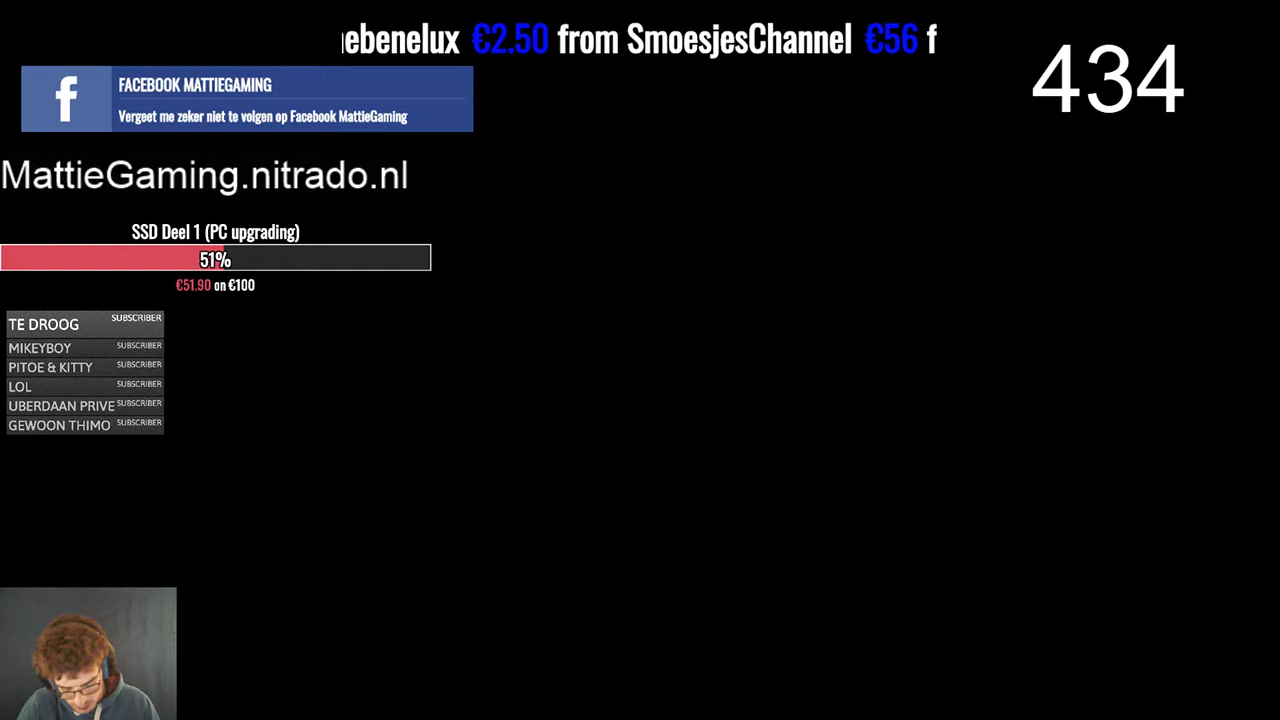 ebenelux €2.50 from SmoesjesChannel €56 f
434
FACEBOOK MATTIEGAMING
Vergeet me zeker niet te volgen op Facebook MattieGaming
MattieGaming.nitrado.nl
SSD Deel 1 (PC upgrading)
51%
€51.90 on €100
TE DROOG SUBSCRIBER
MIKEYBOY SUBSCRIBER
PITOE & KITTY SUBSCRIBER
LOL SUBSCRIBER
UBERDAAN PRIVE SUBSCRIBER
GEWOON THIMO SUBSCRIBER